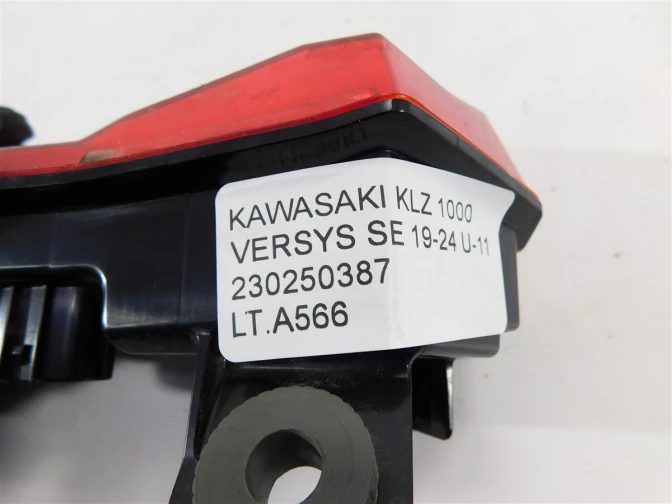 KAWASAKI KLZ 1000
VERSYS SE 19-24 U-11
230250387
LT.A566